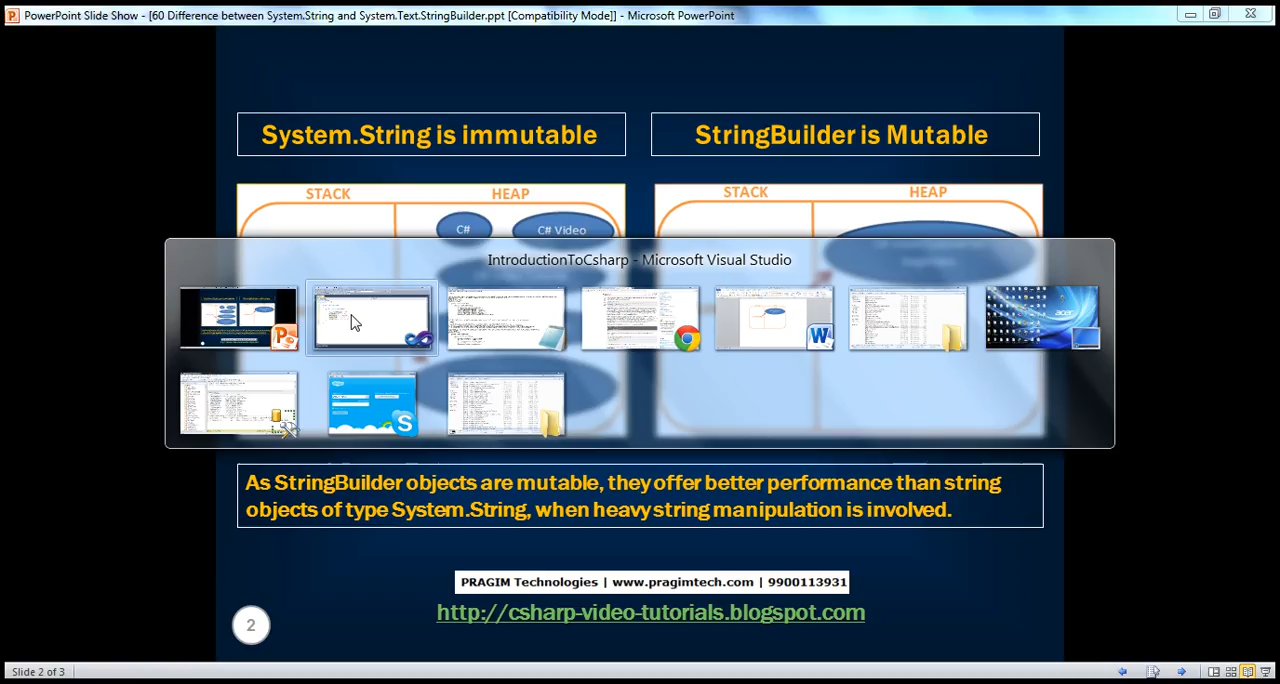 PowerPoint Slide Show - [60 Difference between System.String and System.Text.StringBuilder.ppt [Compatibility Mode]] - Microsoft PowerPoint
System.String is immutable
StringBuilder is Mutable
STACK HEAP
STACK HEAP
C# C# Video
IntroductionToCsharp - Microsoft Visual Studio
As StringBuilder objects are mutable, they offer better performance than string
objects of type System.String, when heavy string manipulation is involved.
PRAGIM Technologies | www.pragimtech.com | 9900113931
http://csharp-video-tutorials.blogspot.com
2
Slide 2 of 3